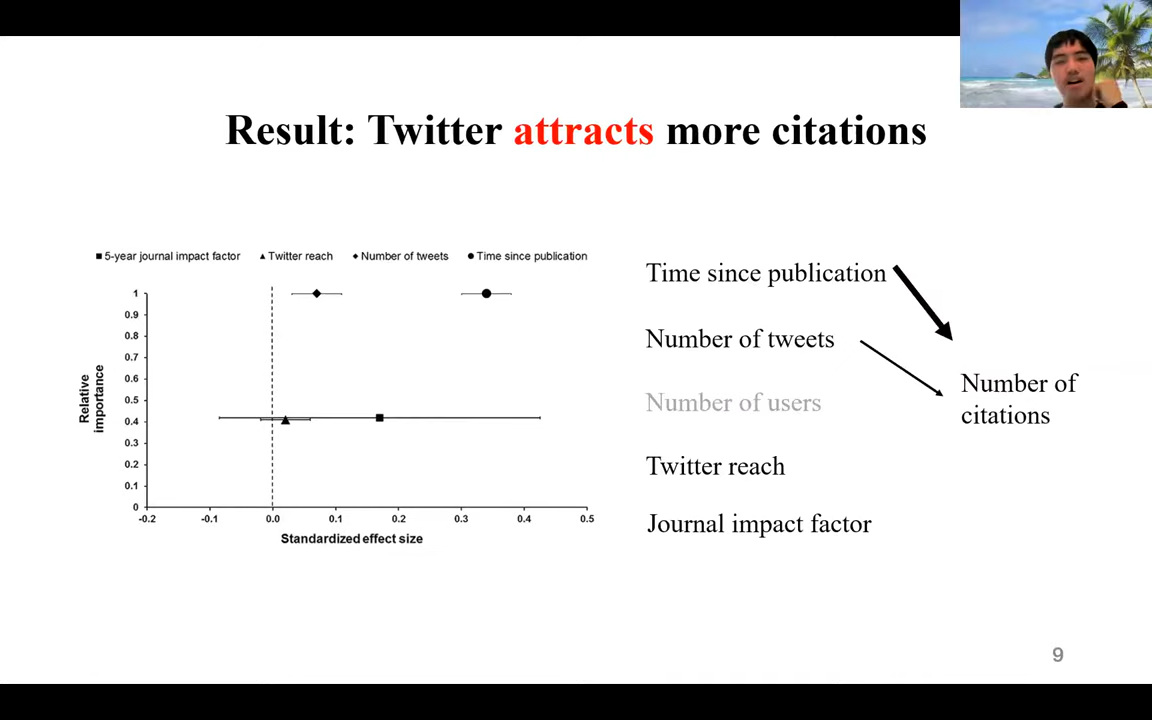 Result: Twitter attracts more citations
5-year journal impact factor Twitter reach Number of tweets Time since publication
1
0.9
0.8
0.7
0.6
0.5
0.4
0.3
0.2
0.1
0
Relative
importance
-0.2 -0.1 0.0 0.1 0.2 0.3 0.4 0.5
Standardized effect size
Time since publication
Number of tweets
Number of users
Twitter reach
Journal impact factor
Number of
citations
9